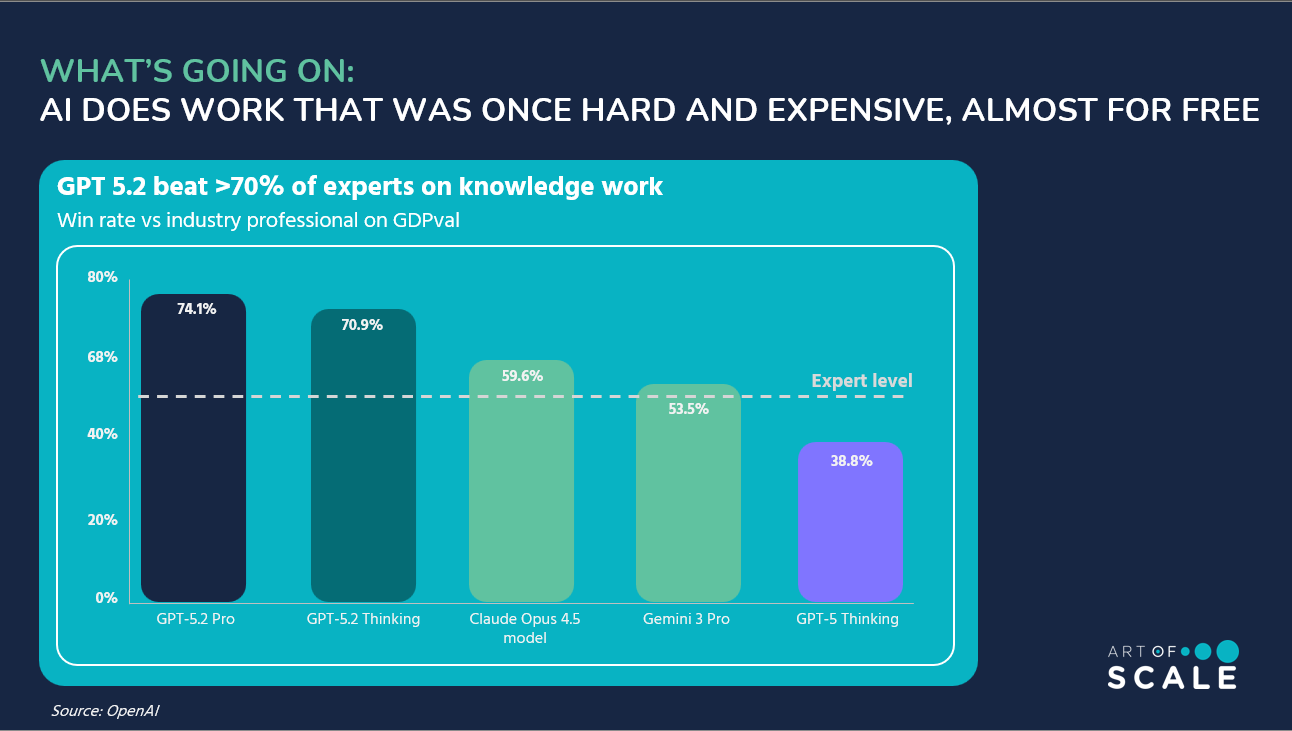 WHAT'S GOING ON:
AI DOES WORK THAT WAS ONCE HARD AND EXPENSIVE, ALMOST FOR FREE
GPT 5.2 beat >70% of experts on knowledge work
Win rate vs industry professional on GDPval
80%
68%
40%
20%
0%
74.1%
70.9%
59.6%
53.5%
38.8%
Expert level
GPT-5.2 Pro
GPT-5.2 Thinking
Claude Opus 4.5
model
Gemini 3 Pro
GPT-5 Thinking
ART OF
SCALE
Source: OpenAI